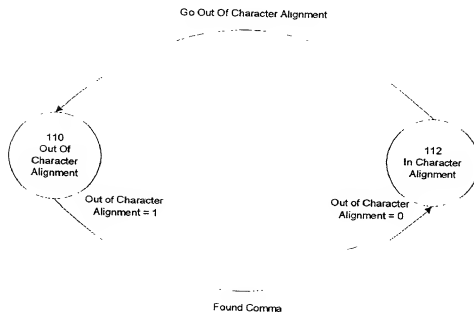 Go Out Of Character Alignment
110
Out Of
Character
Alignment
112
In Character
Alignment
Out of Character
Alignment = 1
Out of Character
Alignment = 0
Found Comma